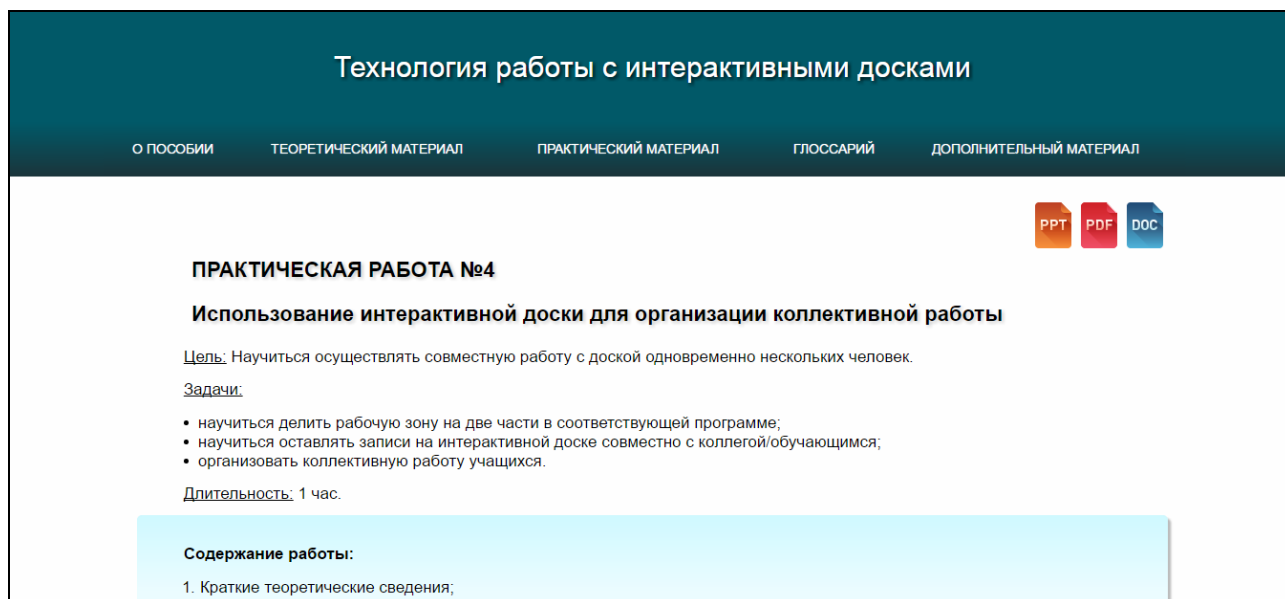 Технология работы с интерактивными досками
О ПОСОБИИ ТЕОРЕТИЧЕСКИЙ МАТЕРИАЛ ПРАКТИЧЕСКИЙ МАТЕРИАЛ ГЛОССАРИЙ ДОПОЛНИТЕЛЬНЫЙ МАТЕРИАЛ
PPT PDF DOC
ПРАКТИЧЕСКАЯ РАБОТА №4
Использование интерактивной доски для организации коллективной работы
Цель: Научиться осуществлять совместную работу с доской одновременно нескольких человек.
Задачи:
• научиться делить рабочую зону на две части в соответствующей программе;
• научиться оставлять записи на интерактивной доске совместно с коллегой/обучающимся;
• организовать коллективную работу учащихся.
Длительность: 1 час.
Содержание работы:
1. Краткие теоретические сведения;